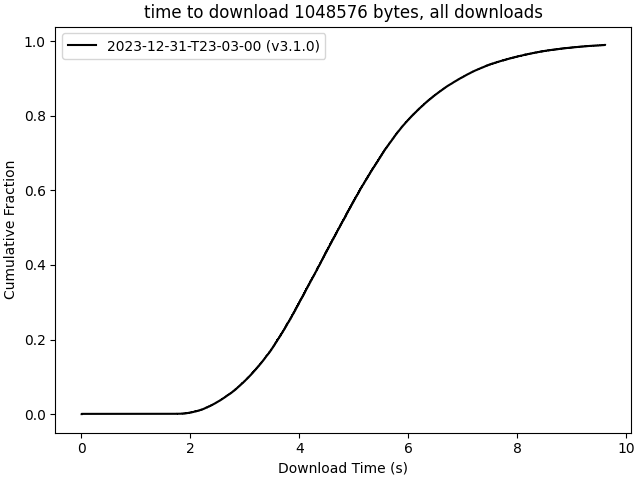 time to download 1048576 bytes, all downloads
2023-12-31-T23-03-00 (v3.1.0)
Cumulative Fraction
1.0
0.8
0.6
0.4
0.2
0.0
0 2 4 6 8 10
Download Time (s)